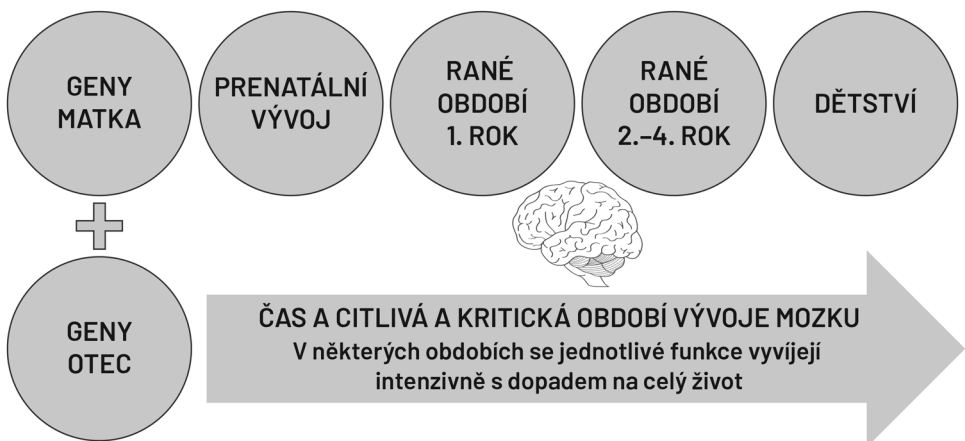 GENY
MATKA
PRENATÁLNÍ
VÝVOJ
RANÉ
OBDOBÍ
1. ROK
RANÉ
OBDOBÍ
2.–4. ROK
DĚTSTVÍ
GENY
OTEC
ČAS A CITLIVÁ A KRITICKÁ OBDOBÍ VÝVOJE MOZKU
V některých obdobích se jednotlivé funkce vyvíjejí
intenzivně s dopadem na celý život